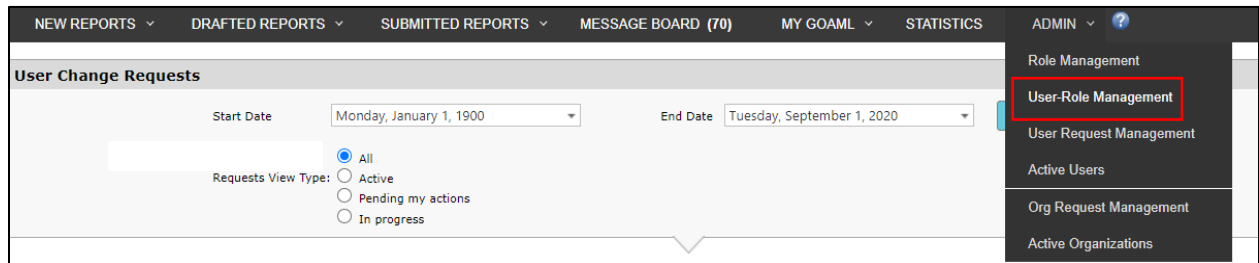 NEW REPORTS DRAFTED REPORTS SUBMITTED REPORTS MESSAGE BOARD (70) MY GOAML STATISTICS ADMIN ?
Role Management
User-Role Management
User Request Management
Active Users
Org Request Management
Active Organizations
User Change Requests
Start Date Monday, January 1, 1900 End Date Tuesday, September 1, 2020
Requests View Type:
All
Active
Pending my actions
In progress